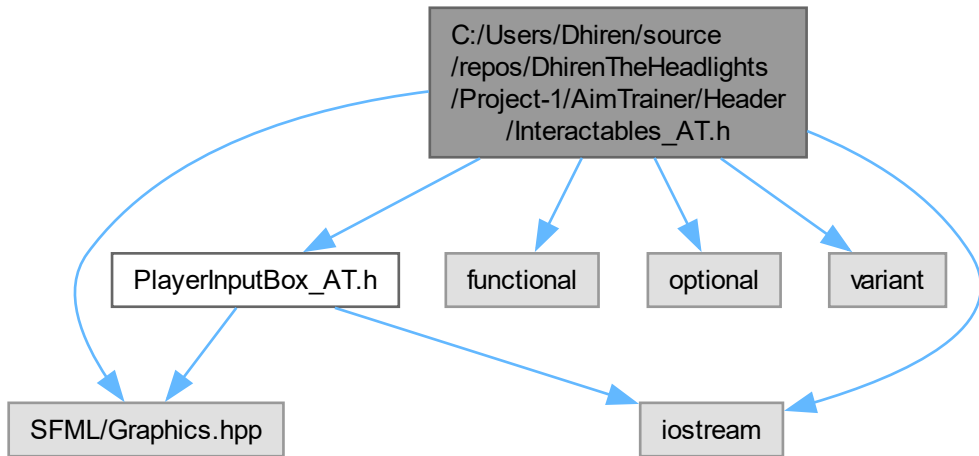 C:/Users/Dhiren/source
/repos/DhirenTheHeadlights
/Project-1/AimTrainer/Header
/Interactables_AT.h
PlayerInputBox_AT.h
functional
optional
variant
SFML/Graphics.hpp
iostream